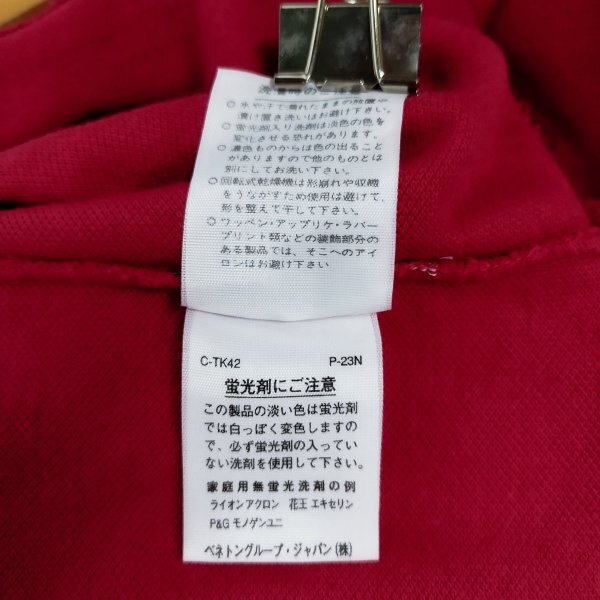 洗濯時のご注意
◎水や汗で濡れたままの放置や
漬け置き洗いはお避け下さい。
◎蛍光剤入り洗剤は淡色の色を
変化させる恐れがあります。
◎濃色ものからは色の出ること
がありますので他のものとは
別にしてお洗い下さい。
◎回転式乾燥機は形崩れや収縮
をうながすため使用は避けて、
形を整えて干して下さい。
◎ワッペン・アップリケ・ラバー
プリント類などの装飾部分の
ある製品では、そこへのアイ
ロンはお避け下さい
C-TK42 P-23N
蛍光剤にご注意
この製品の淡い色は蛍光剤
では白っぽく変色しますの
で、必ず蛍光剤の入ってい
ない洗剤を使用して下さい。
家庭用無蛍光洗剤の例
ライオンアクロン 花王 エキセリン
P&G モノゲンユニ
ベネトングループ・ジャパン(株)